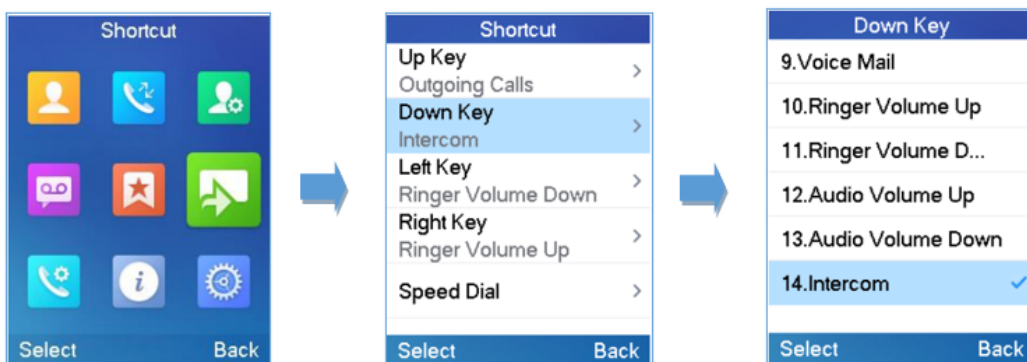 Shortcut
Select Back
Shortcut
Up Key
Outgoing Calls
Down Key
Intercom
Left Key
Ringer Volume Down
Right Key
Ringer Volume Up
Speed Dial
Select Back
Down Key
9.Voice Mail
10.Ringer Volume Up
11.Ringer Volume D...
12.Audio Volume Up
13.Audio Volume Down
14.Intercom
Select Back